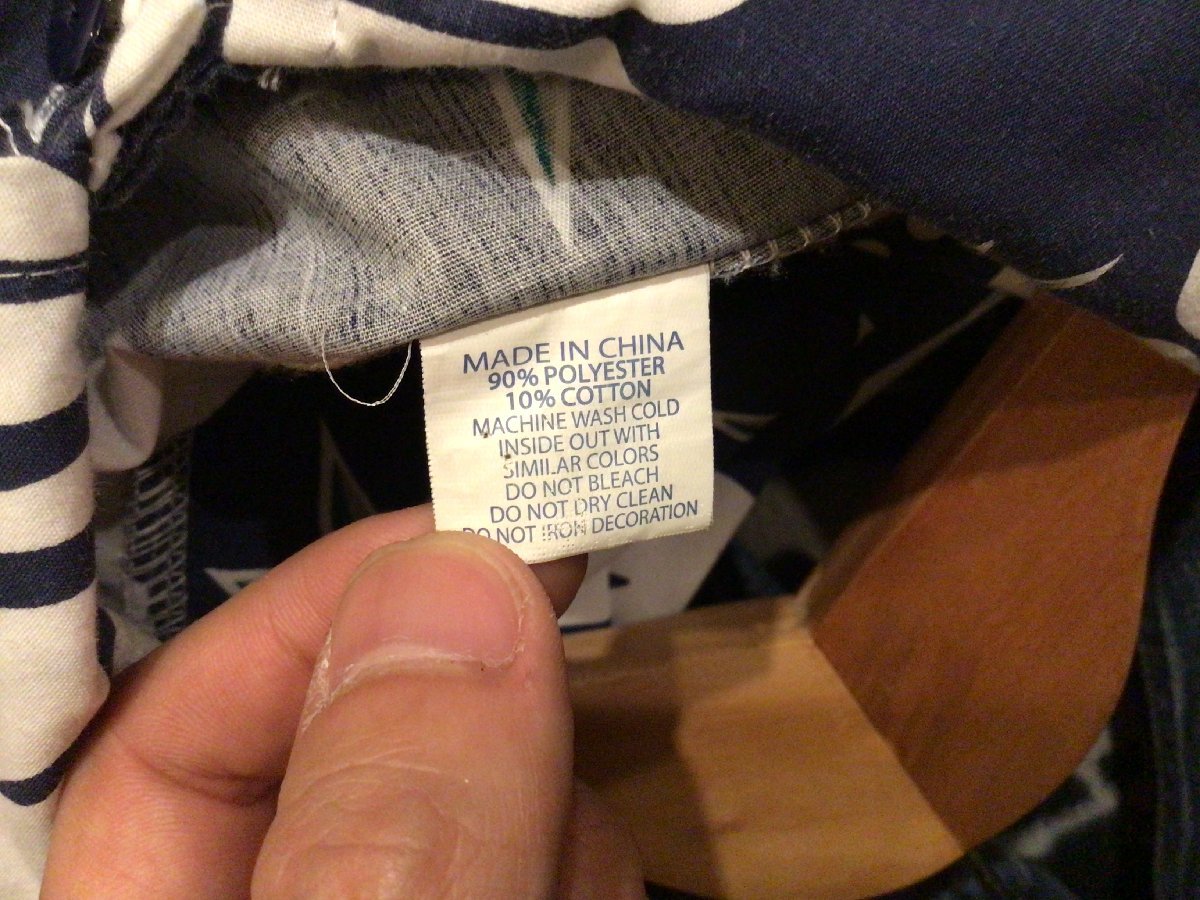 MADE IN CHINA
90% POLYESTER
10% COTTON
MACHINE WASH COLD
INSIDE OUT WITH
SIMILAR COLORS
DO NOT BLEACH
DO NOT DRY CLEAN
DO NOT IRON DECORATION